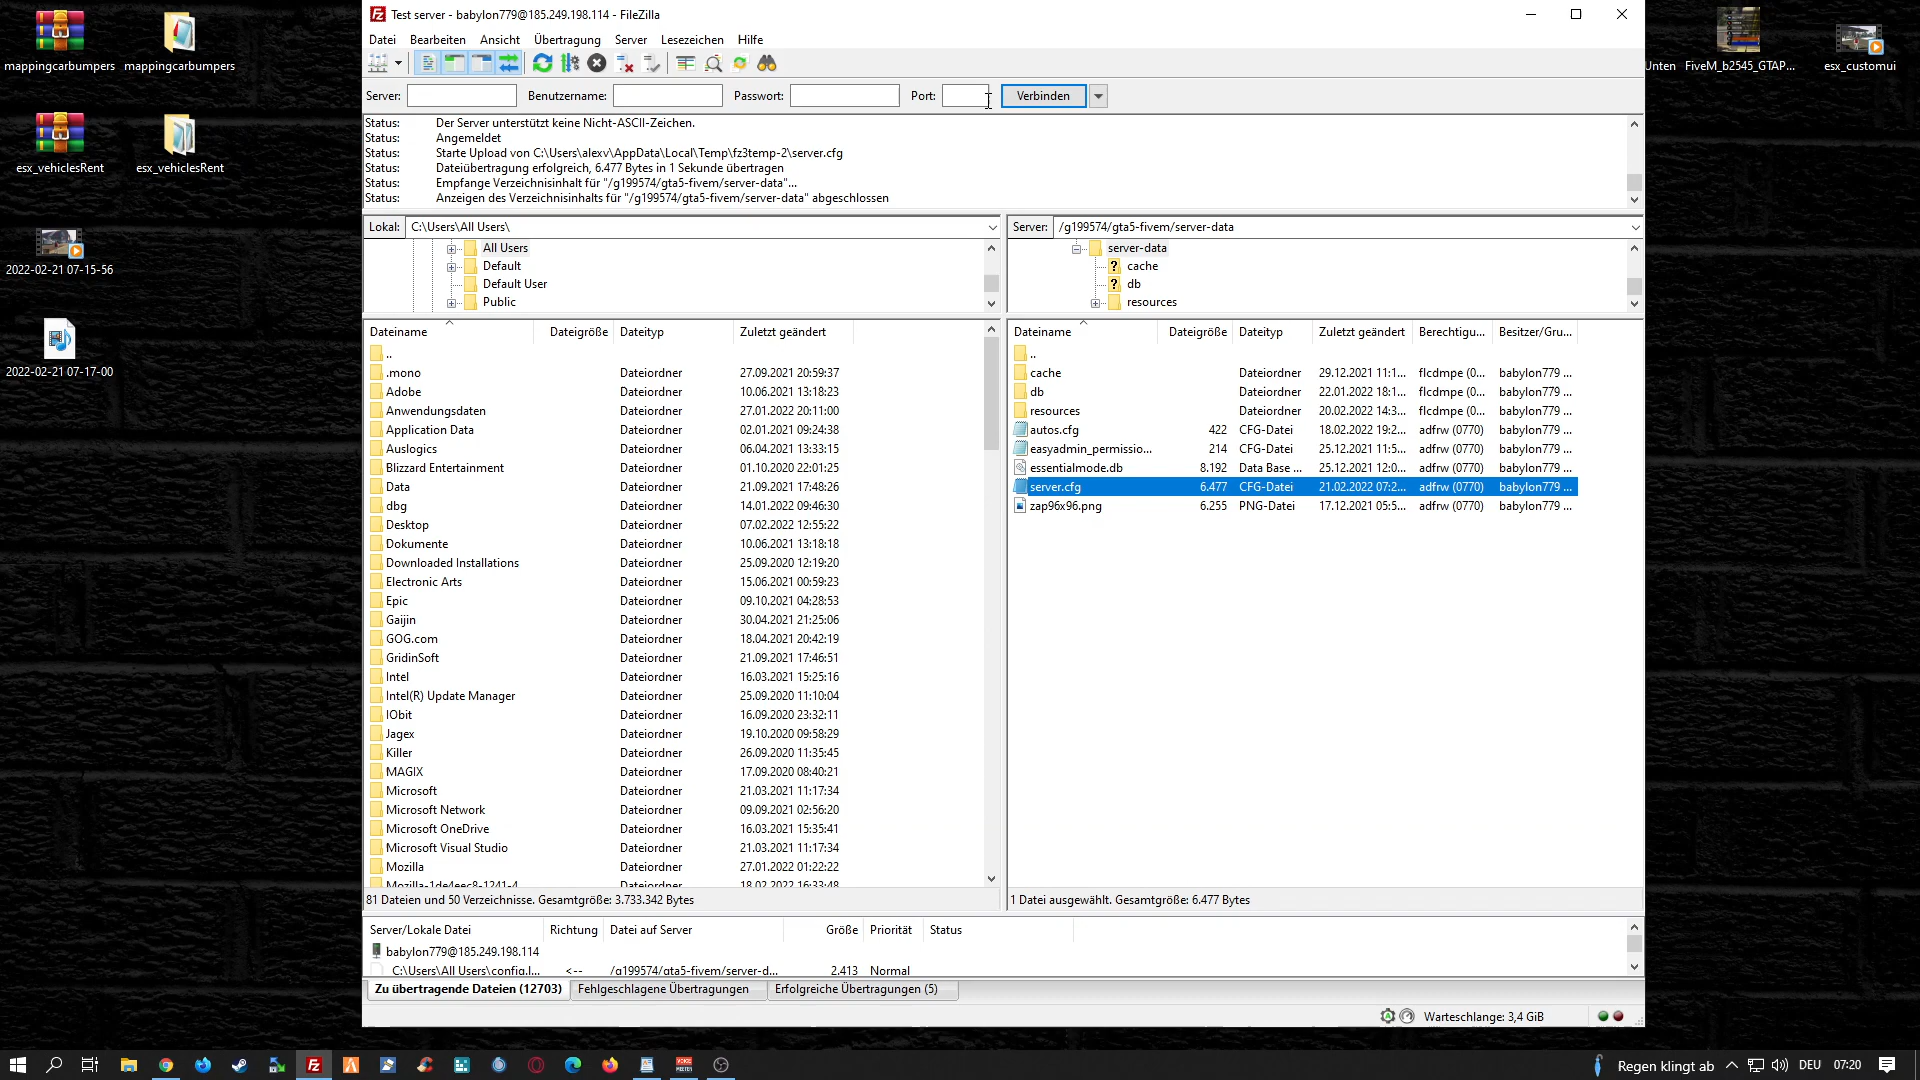 mappingcarbumpers
mappingcarbumpers
esx_vehiclesRent
esx_vehiclesRent
2022-02-21 07-15-56
2022-02-21 07-17-00
Unten
FiveM_b2545_GTAP...
esx_customui
Test server - babylon779@185.249.198.114 - FileZilla
Datei Bearbeiten Ansicht Übertragung Server Lesezeichen Hilfe
Server: Benutzername: Passwort: Port: Verbinden
Status: Der Server unterstützt keine Nicht-ASCII-Zeichen.
Status: Angemeldet
Status: Starte Upload von C:\Users\alexv\AppData\Local\Temp\fz3temp-2\server.cfg
Status: Dateiübertragung erfolgreich, 6.477 Bytes in 1 Sekunde übertragen
Status: Empfange Verzeichnisinhalt für "/g199574/gta5-fivem/server-data"...
Status: Anzeigen des Verzeichnisinhalts für "/g199574/gta5-fivem/server-data" abgeschlossen
Lokal: C:\Users\All Users\
All Users
Default
Default User
Public
Dateiname Dateigröße Dateityp Zuletzt geändert
..
.mono Dateiordner 27.09.2021 20:59:37
Adobe Dateiordner 10.06.2021 13:18:23
Anwendungsdaten Dateiordner 27.01.2022 20:11:00
Application Data Dateiordner 02.01.2021 09:24:38
Auslogics Dateiordner 06.04.2021 13:33:15
Blizzard Entertainment Dateiordner 01.10.2020 22:01:25
Data Dateiordner 21.09.2021 17:48:26
dbg Dateiordner 14.01.2022 09:46:30
Desktop Dateiordner 07.02.2022 12:55:22
Dokumente Dateiordner 10.06.2021 13:18:18
Downloaded Installations Dateiordner 25.09.2020 12:19:20
Electronic Arts Dateiordner 15.06.2021 00:59:23
Epic Dateiordner 09.10.2021 04:28:53
Gaijin Dateiordner 30.04.2021 21:25:06
GOG.com Dateiordner 18.04.2021 20:42:19
GridinSoft Dateiordner 21.09.2021 17:46:51
Intel Dateiordner 16.03.2021 15:25:16
Intel(R) Update Manager Dateiordner 25.09.2020 11:10:04
IObit Dateiordner 16.09.2020 23:32:11
Jagex Dateiordner 19.10.2020 09:58:29
Killer Dateiordner 26.09.2020 11:35:45
MAGIX Dateiordner 17.09.2020 08:40:21
Microsoft Dateiordner 21.03.2021 11:17:34
Microsoft Network Dateiordner 09.09.2021 02:56:20
Microsoft OneDrive Dateiordner 16.03.2021 15:35:41
Microsoft Visual Studio Dateiordner 21.03.2021 11:17:34
Mozilla Dateiordner 27.01.2022 01:22:22
Mozilla-1de4eec8-1241-4... Dateiordner 18.02.2022 16:33:48
81 Dateien und 50 Verzeichnisse. Gesamtgröße: 3.733.342 Bytes
Server: /g199574/gta5-fivem/server-data
server-data
cache
db
resources
Dateiname Dateigröße Dateityp Zuletzt geändert Berechtigu... Besitzer/Gru...
..
cache Dateiordner 29.12.2021 11:1... flcdmpe (0... babylon779 ...
db Dateiordner 22.01.2022 18:1... flcdmpe (0... babylon779 ...
resources Dateiordner 20.02.2022 14:3... flcdmpe (0... babylon779 ...
autos.cfg 422 CFG-Datei 18.02.2022 19:2... adfrw (0770) babylon779 ...
easyadmin_permissio... 214 CFG-Datei 25.12.2021 11:5... adfrw (0770) babylon779 ...
essentialmode.db 8.192 Data Base ... 25.12.2021 12:0... adfrw (0770) babylon779 ...
server.cfg 6.477 CFG-Datei 21.02.2022 07:2... adfrw (0770) babylon779 ...
zap96x96.png 6.255 PNG-Datei 17.12.2021 05:5... adfrw (0770) babylon779 ...
1 Datei ausgewählt. Gesamtgröße: 6.477 Bytes
Server/Lokale Datei Richtung Datei auf Server Größe Priorität Status
babylon779@185.249.198.114
C:\Users\All Users\config.l... <-- /g199574/gta5-fivem/server-d... 2.413 Normal
Zu übertragende Dateien (12703) Fehlgeschlagene Übertragungen Erfolgreiche Übertragungen (5)
Warteschlange: 3,4 GiB
Regen klingt ab DEU 07:20